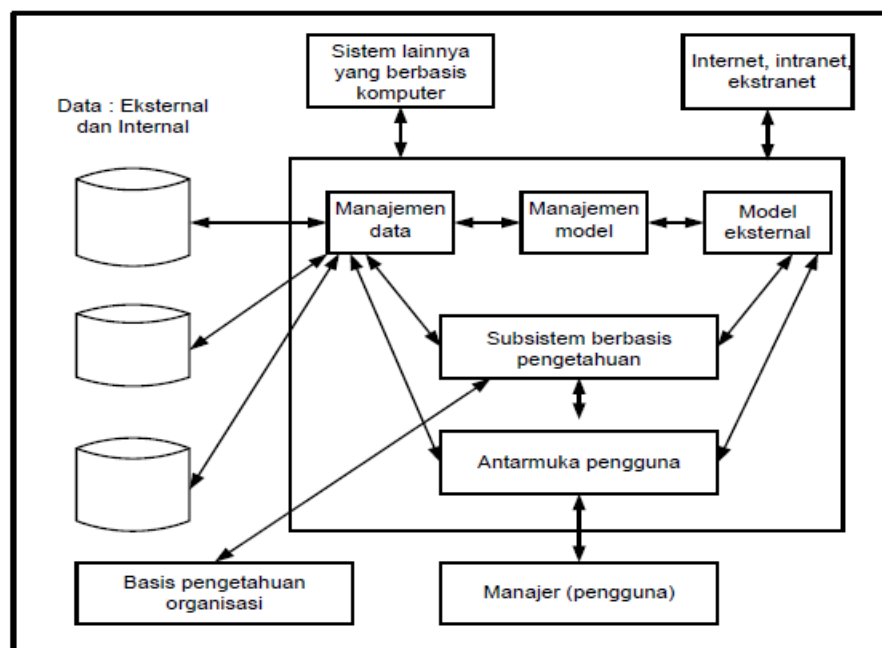 Sistem lainnya
yang berbasis
komputer
Internet, intranet,
ekstranet
Data : Eksternal
dan Internal
Manajemen
data
Manajemen
model
Model
eksternal
Subsistem berbasis
pengetahuan
Antarmuka pengguna
Basis pengetahuan
organisasi
Manajer (pengguna)